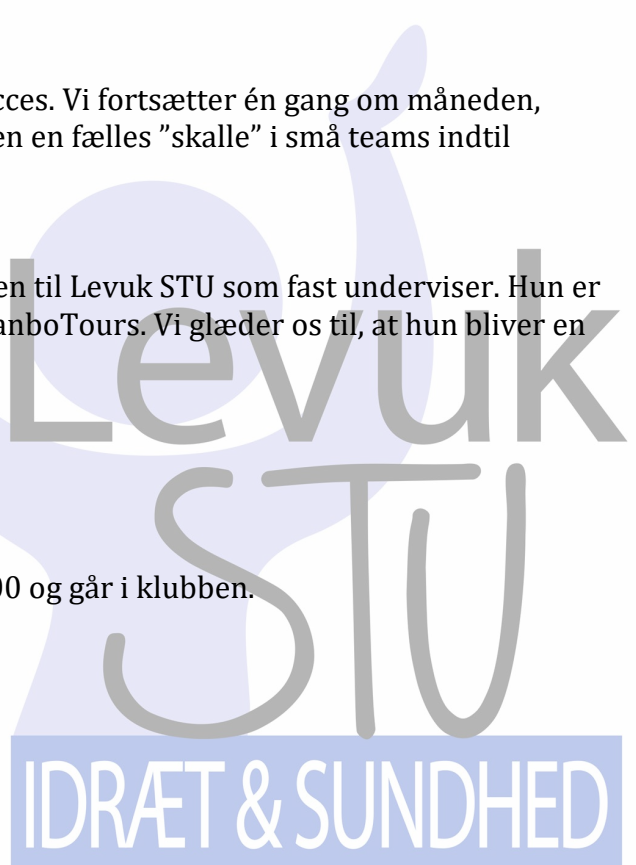 cces. Vi fortsætter én gang om måneden,
en en fælles ”skalle” i små teams indtil
en til Levuk STU som fast underviser. Hun er
anboTours. Vi glæder os til, at hun bliver en
Levuk
STU
00 og går i klubben.
IDRÆT & SUNDHED